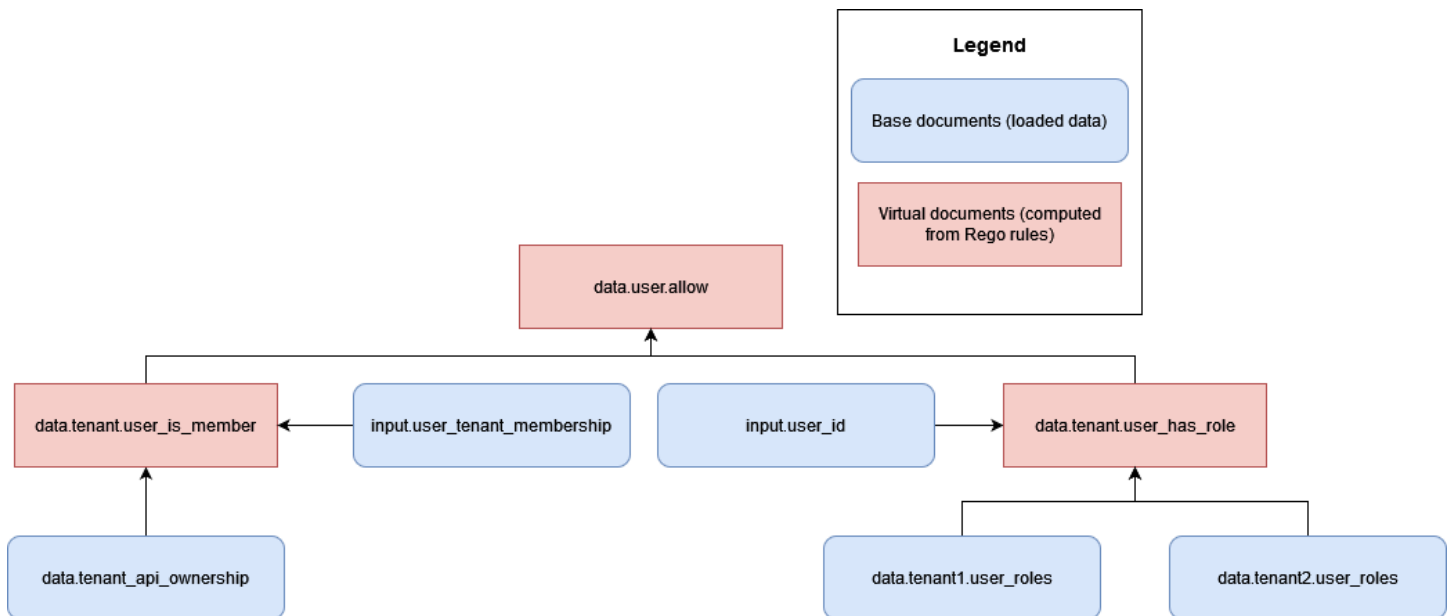 Legend
Base documents (loaded data)
Virtual documents (computed
from Rego rules)
data.user.allow
data.tenant.user_is_member
input.user_tenant_membership
input.user_id
data.tenant.user_has_role
data.tenant_api_ownership
data.tenant1.user_roles
data.tenant2.user_roles